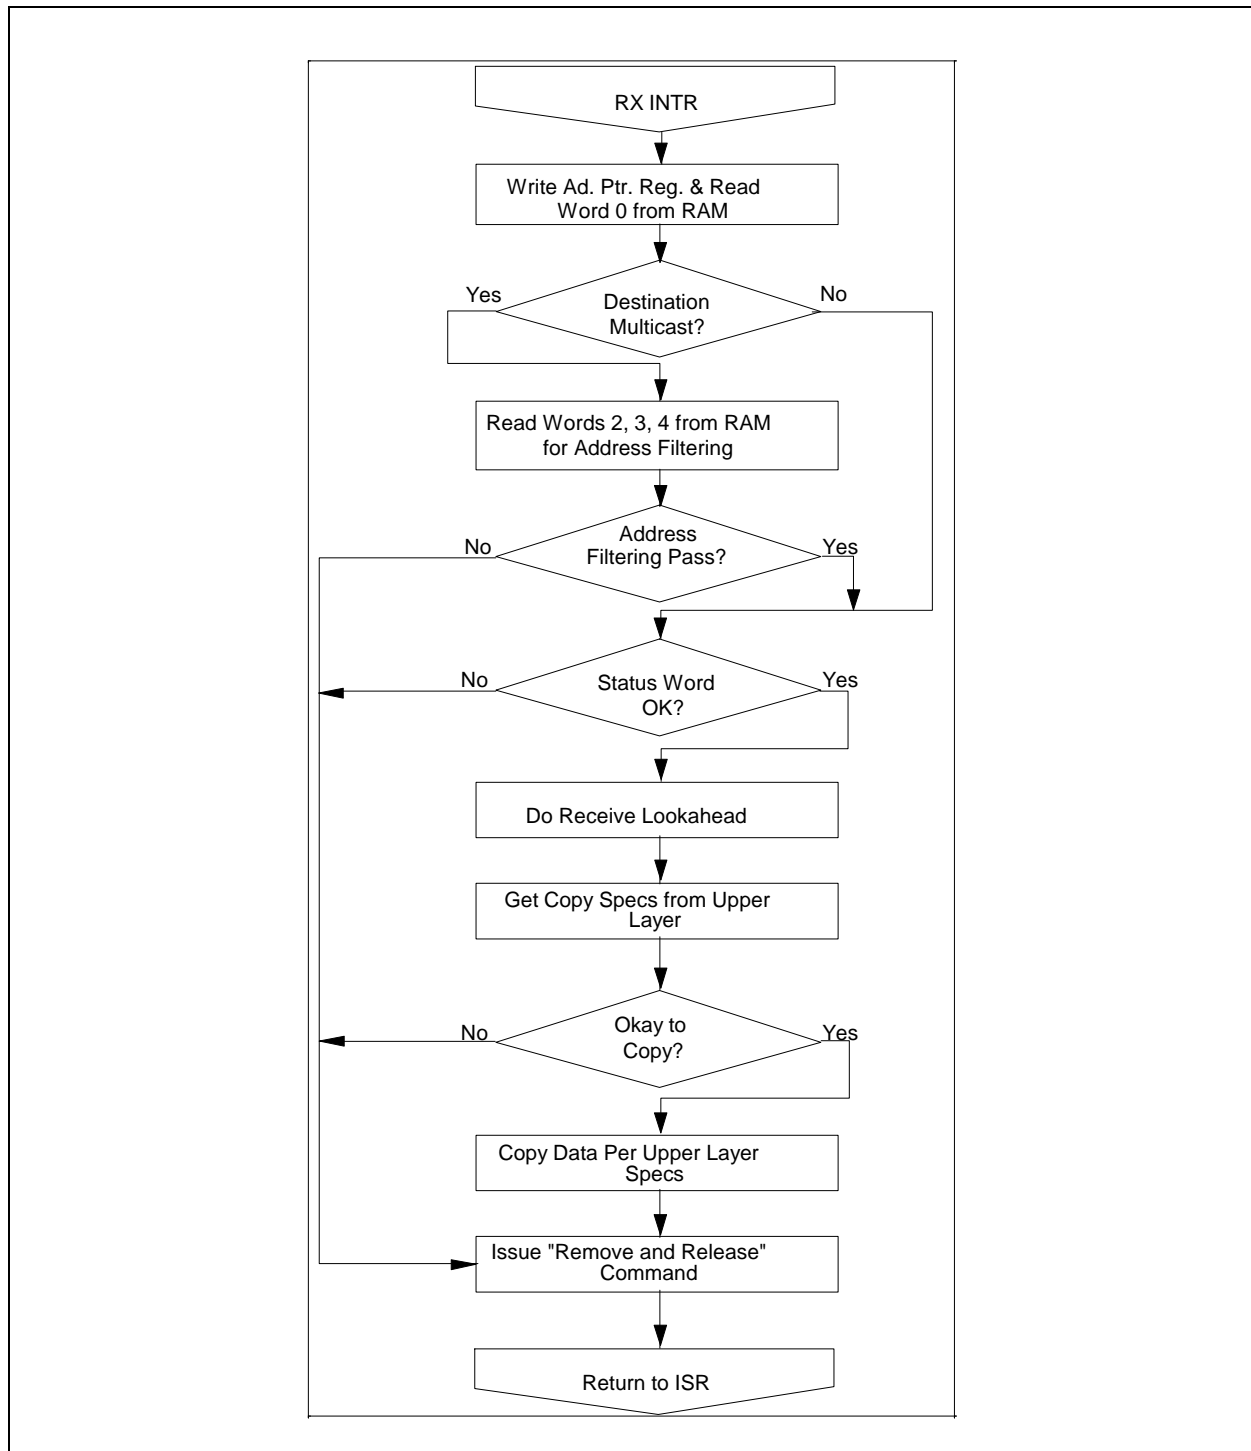 RX INTR
Write Ad. Ptr. Reg. & Read
Word 0 from RAM
Yes
No
Destination
Multicast?
Read Words 2, 3, 4 from RAM
for Address Filtering
No
Address
Filtering Pass?
Yes
No
Status Word
OK?
Yes
Do Receive Lookahead
Get Copy Specs from Upper
Layer
No
Okay to
Copy?
Yes
Copy Data Per Upper Layer
Specs
Issue "Remove and Release"
Command
Return to ISR